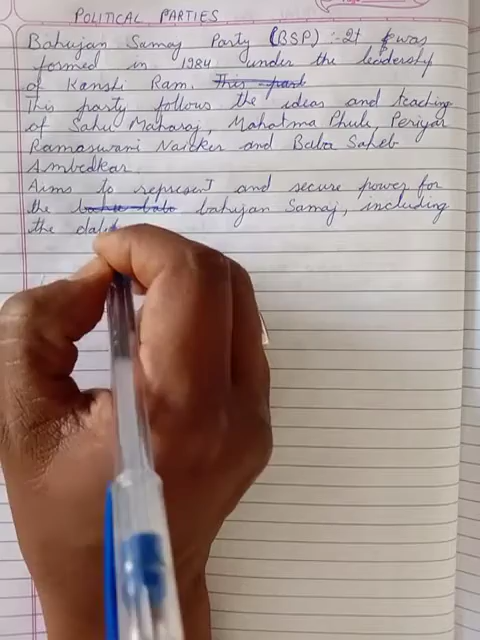 POLITICAL PARTIES
Bahujan Samaj Party (BSP) :- It was
formed in 1984 under the leadership
of Kanshi Ram. This part
This party follows the ideas and teaching
of Sahu Maharaj, Mahatma Phule, Periyar
Ramaswami Naicker and Baba Saheb
Ambedkar.
Aims to represent and secure power for
the bahujan Samaj, including
the dalit